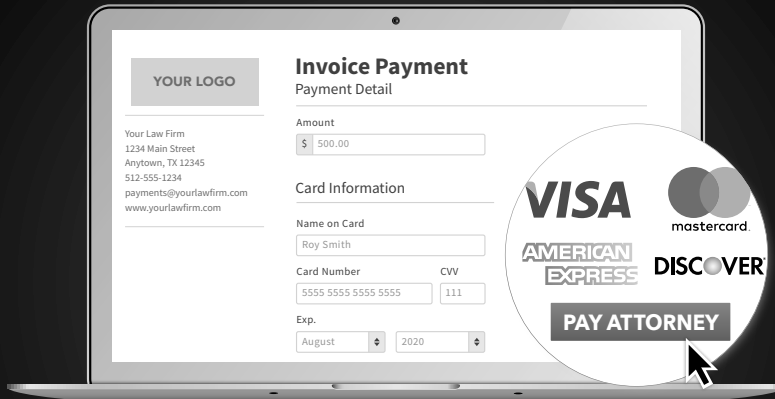 YOUR LOGO
Your Law Firm
1234 Main Street
Anytown, TX 12345
512-555-1234
payments@yourlawfirm.com
www.yourlawfirm.com
Invoice Payment
Payment Detail
Amount
$ 500.00
Card Information
Name on Card
Roy Smith
Card Number CVV
5555 5555 5555 5555 111
Exp.
August 2020
VISA
mastercard.
AMERICAN
EXPRESS
DISCOVER
PAY ATTORNEY